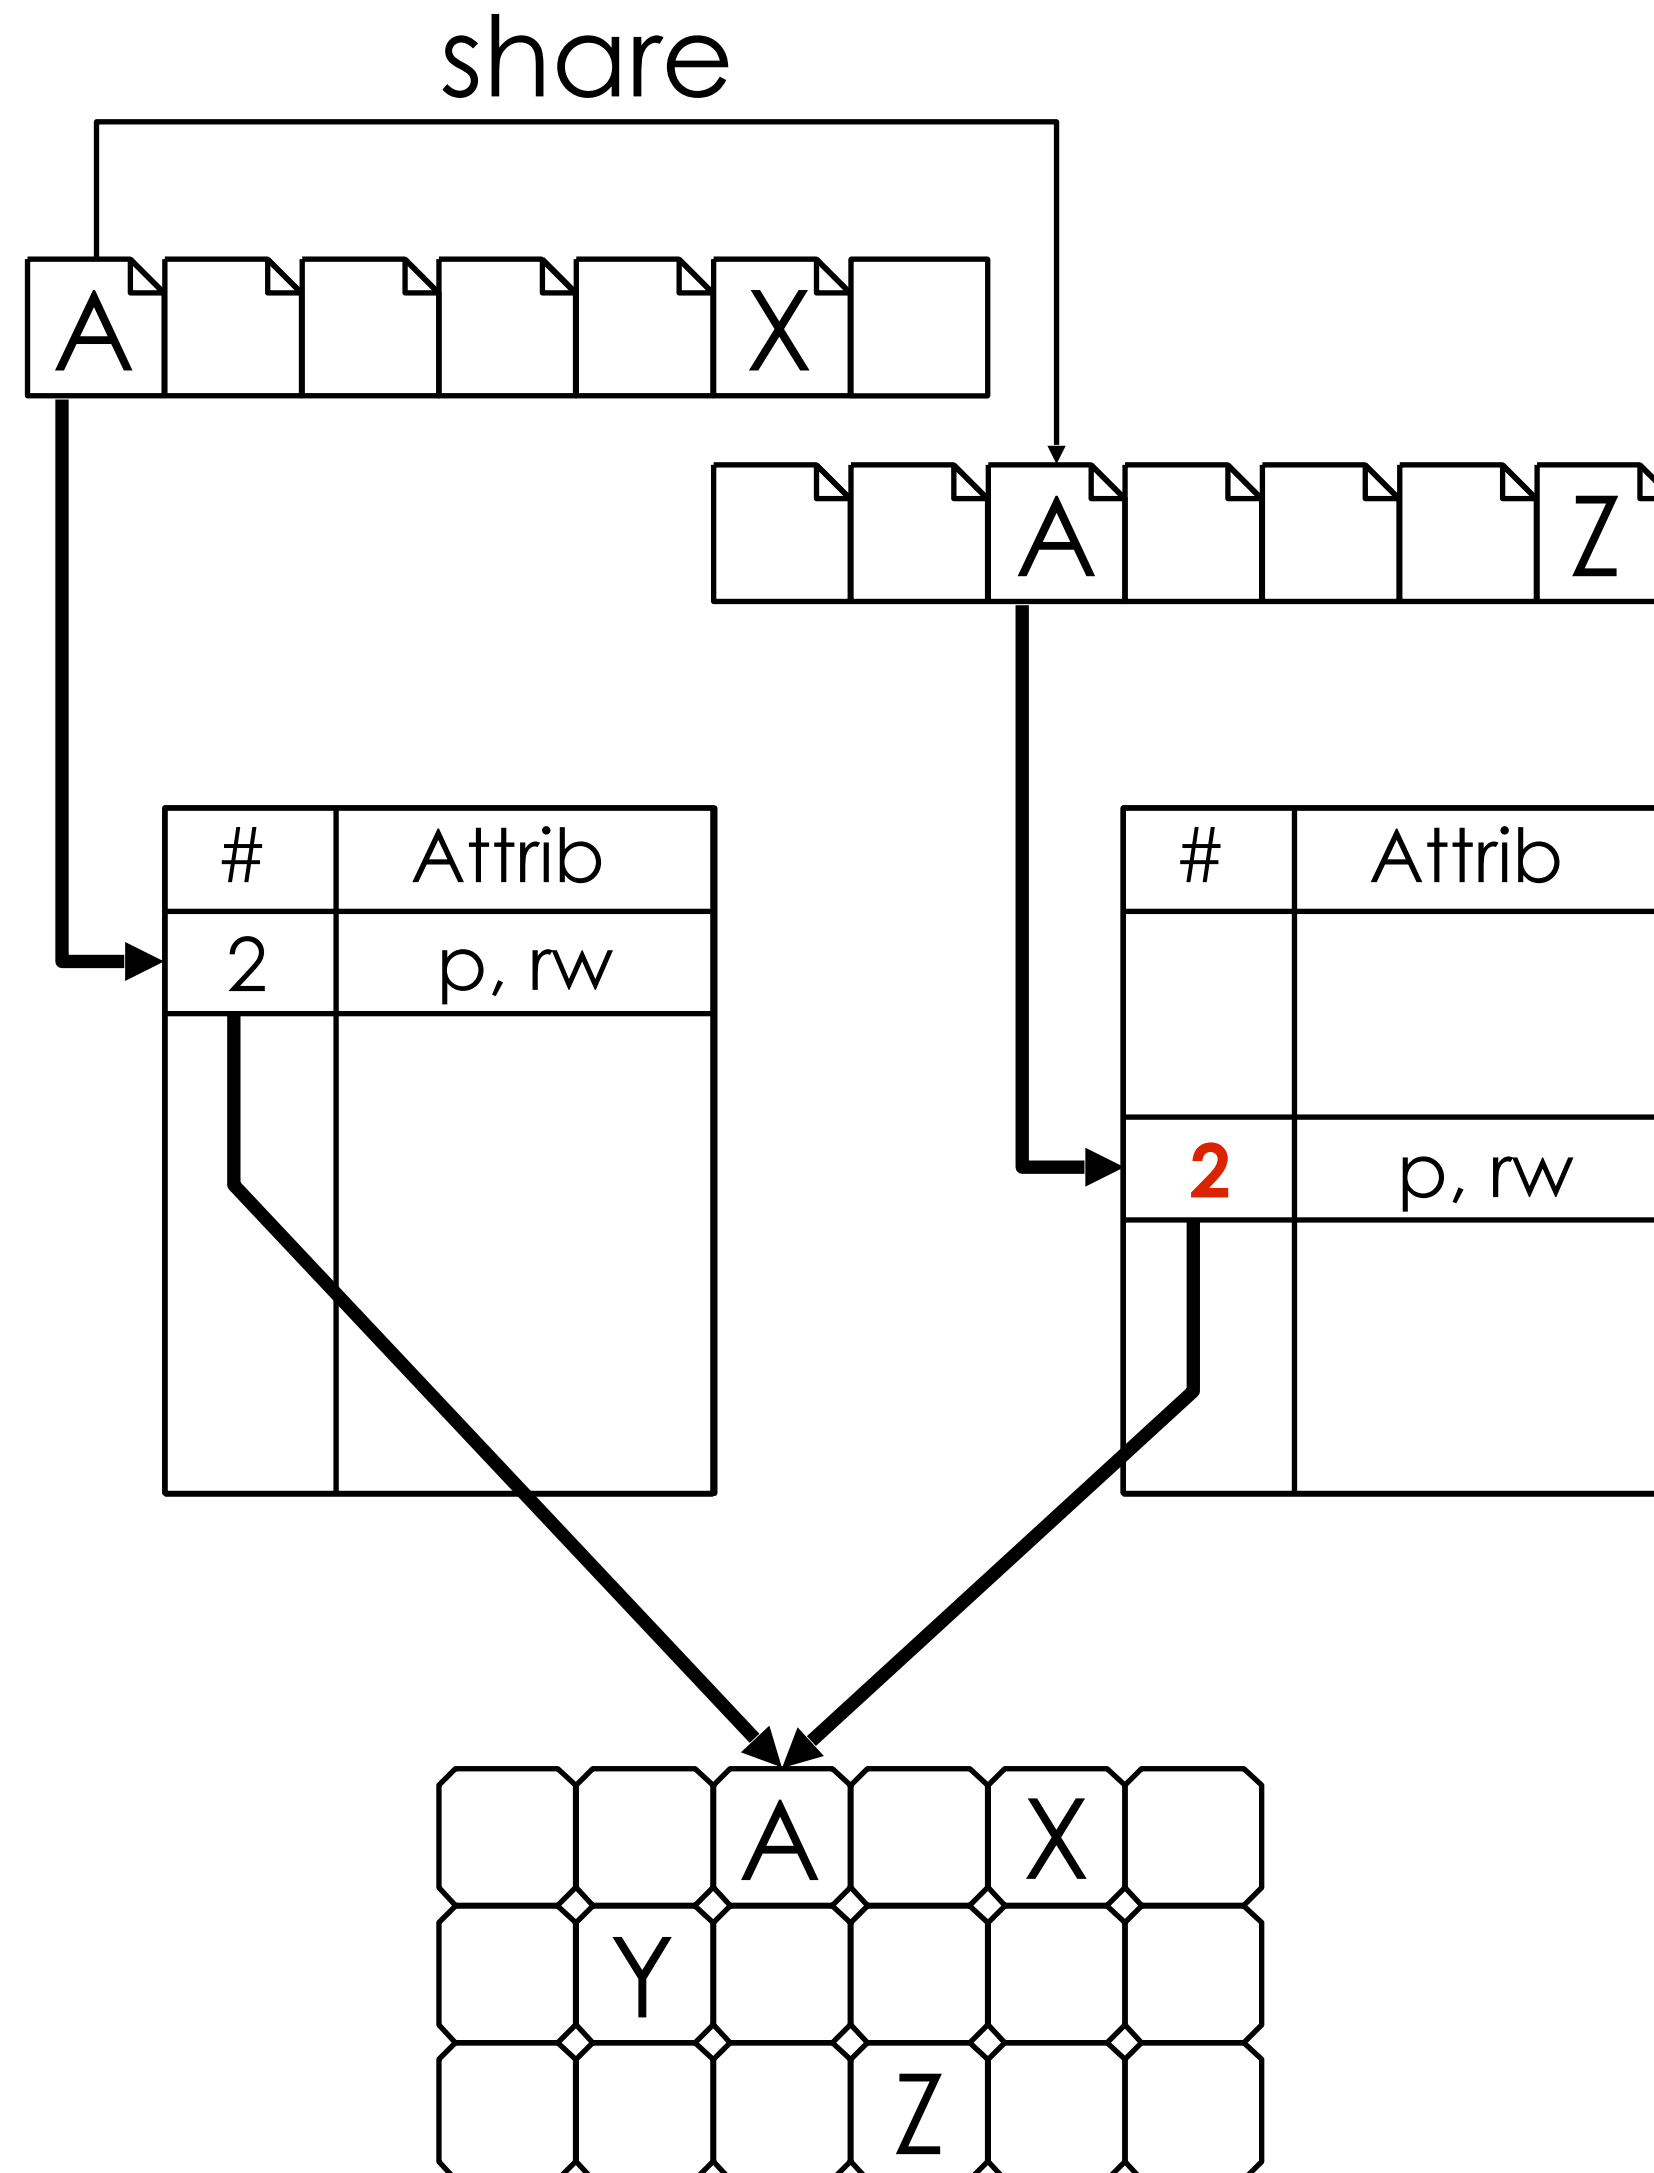 share
A X
A Z
# Attrib # Attrib
2 p, rw
2 p, rw
A X
Y
Z